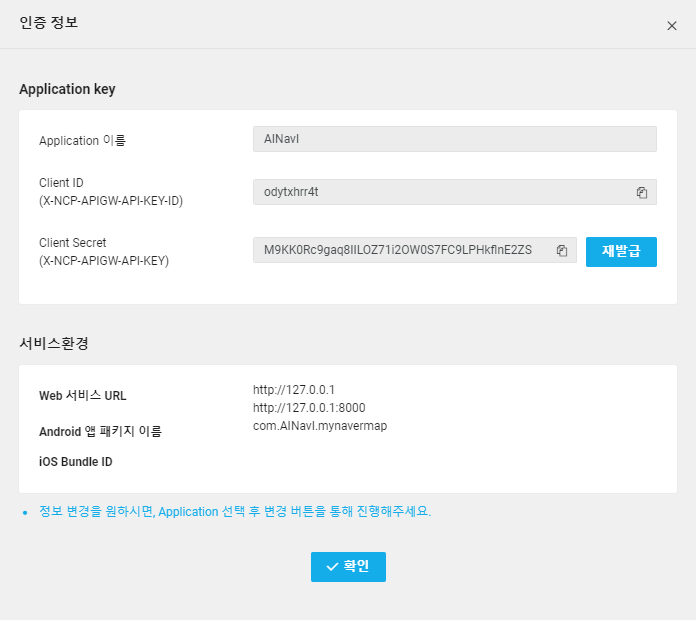 인증 정보
Application key
Application 이름
AINavI
Client ID
(X-NCP-APIGW-API-KEY-ID)
odytxhrr4t
Client Secret
(X-NCP-APIGW-API-KEY)
M9KK0Rc9gaq8IILOZ71i2OW0S7FC9LPHkflnE2ZS
재발급
서비스환경
Web 서비스 URL
http://127.0.0.1
http://127.0.0.1:8000
Android 앱 패키지 이름
com.AINavI.mynavermap
iOS Bundle ID
정보 변경을 원하시면, Application 선택 후 변경 버튼을 통해 진행해주세요.
확인